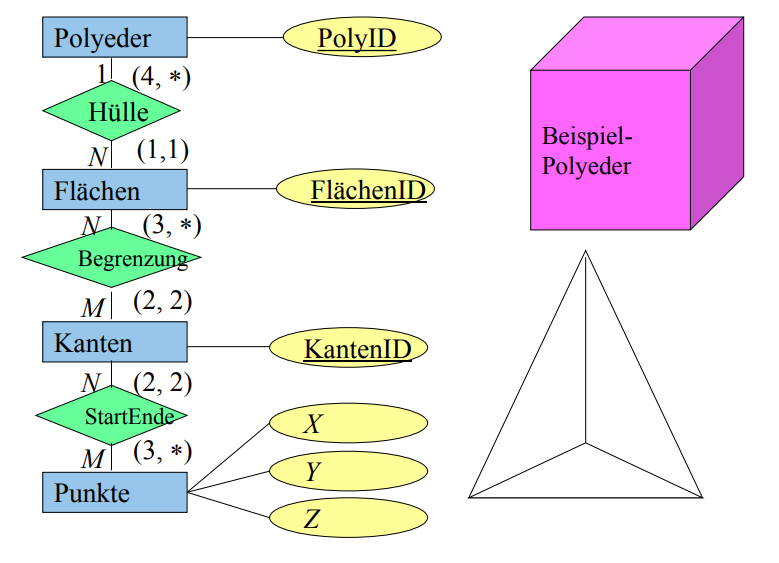 Polyeder
PolyID
1 (4, *)
Hülle
N (1,1)
Flächen
FlächenID
N (3, *)
Begrenzung
M (2, 2)
Kanten
KantenID
N (2, 2)
StartEnde
M (3, *)
Punkte
X
Y
Z
Beispiel-
Polyeder